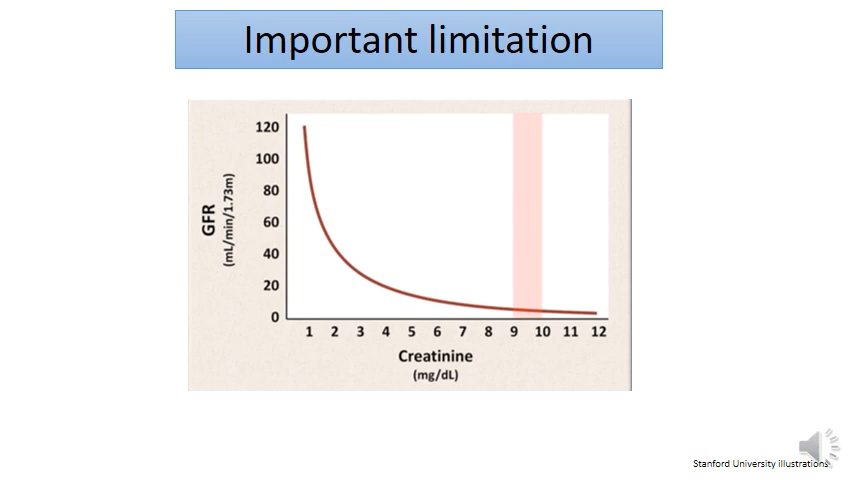 Important limitation
120
100
80
60
40
20
0
GFR
(mL/min/1.73m)
1 2 3 4 5 6 7 8 9 10 11 12
Creatinine
(mg/dL)
Stanford University illustrations